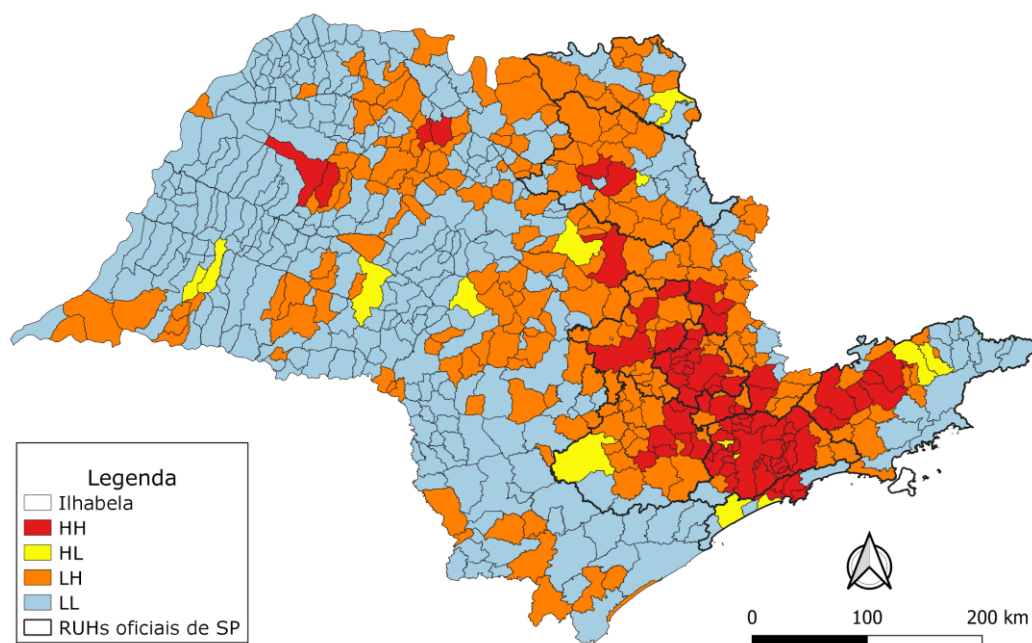 Legenda
Ilhabela
HH
HL
LH
LL
RUHs oficiais de SP
0 100 200 km